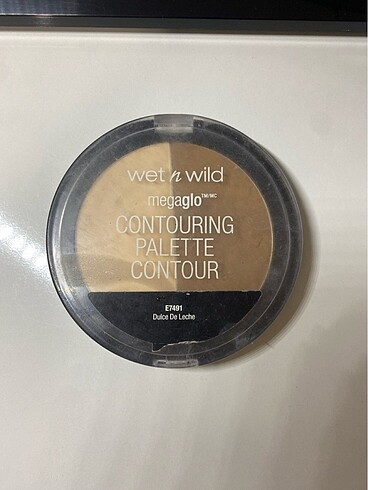 wet n wild
megaglo™/MC
CONTOURING
PALETTE
CONTOUR
E7491
Dulce De Leche